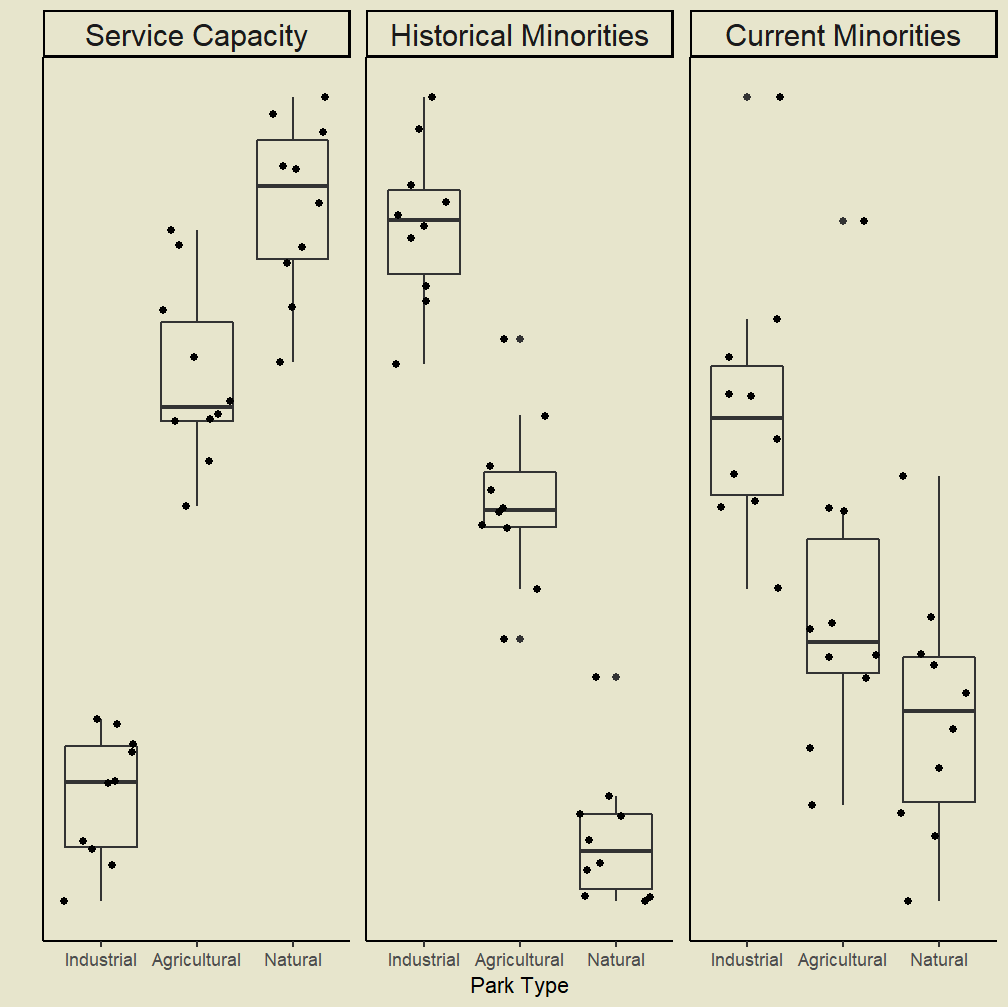 Service Capacity Historical Minorities Current Minorities
Industrial Agricultural Natural Industrial Agricultural Natural Industrial Agricultural Natural
Park Type